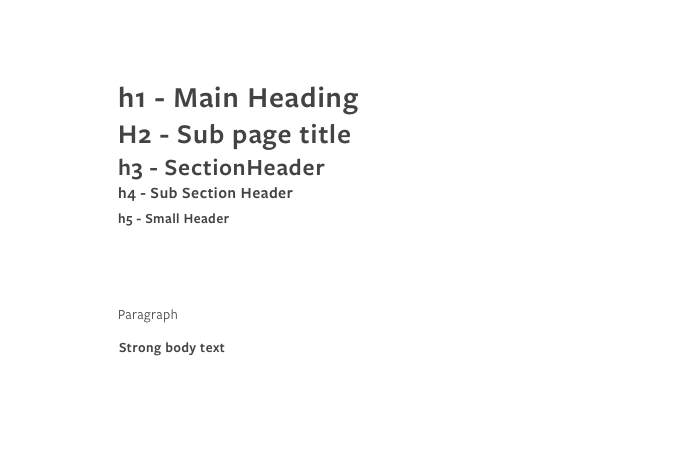 h1 - Main Heading
H2 - Sub page title
h3 - SectionHeader
h4 - Sub Section Header
h5 - Small Header
Paragraph
Strong body text